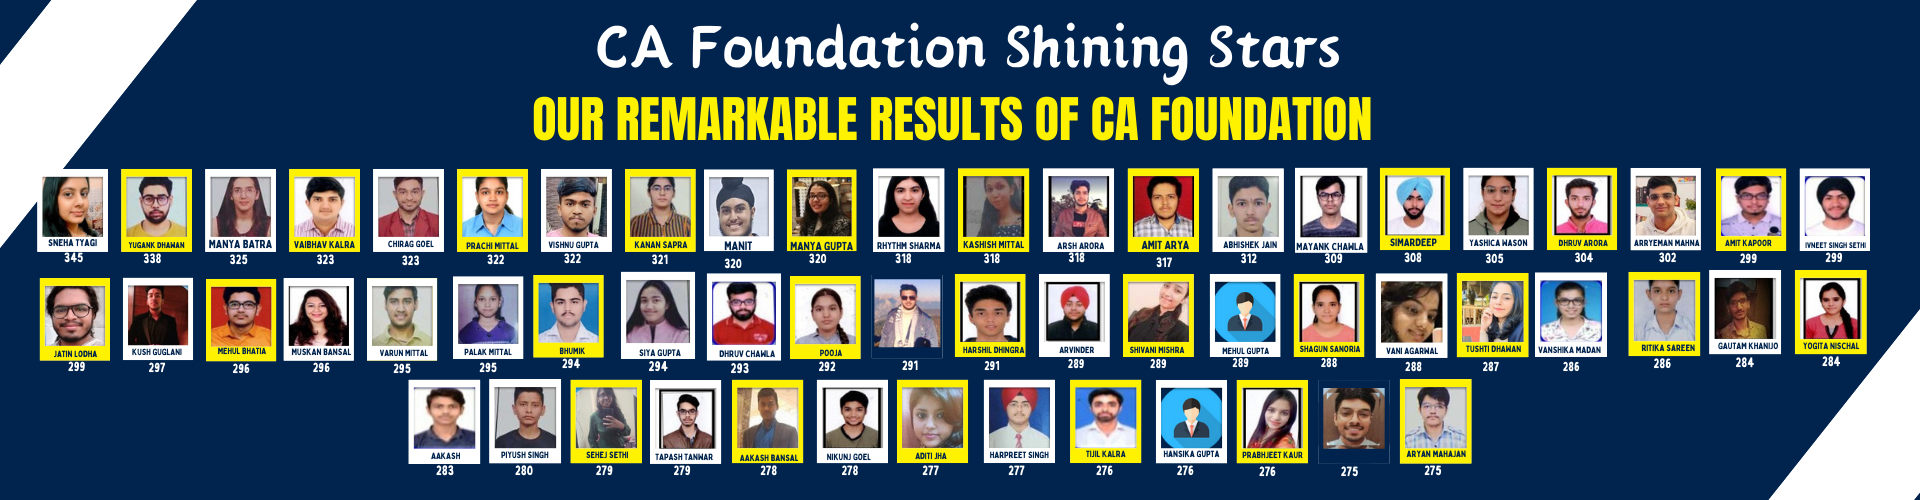 CA Foundation Shining Stars
OUR REMARKABLE RESULTS OF CA FOUNDATION
SNEHA TYAGI YUGANK DHAWAN MANYA BATRA VAIBHAV KALRA CHIRAG GOEL PRACHI MITTAL VISHNU GUPTA KANAN SAPRA MANIT MANYA GUPTA RHYTHM SHARMA KASHISH MITTAL ARSH ARORA AMIT ARYA ABHISHEK JAIN MAYANK CHAWLA SIMARDEEP YASHICA WASON DHRUV ARORA ARRYEMAN MAHNA AMIT KAPOOR IVNEET SINGH SETHI
345 338 325 323 323 322 322 321 320 320 318 318 318 317 312 309 308 305 304 302 299 299
JATIN LODHA KUSH GUGLANI MEHUL BHATIA MUSKAN BANSAL VARUN MITTAL PALAK MITTAL BHUMIK SIYA GUPTA DHRUV CHAWLA POOJA HARSHIL DHINGRA ARVINDER SHIVANI MISHRA MEHUL GUPTA SHAGUN SANORIA VANI AGARWAL TUSHTI DHAWAN VANSHIKA MADAN RITIKA SAREEN GAUTAM KHANIJO YOGITA NISCHAL
299 297 296 296 295 295 294 294 293 292 291 291 289 289 289 288 288 287 286 286 284 284
AAKASH PIYUSH SINGH SEHEJ SETHI TAPASH TANWAR AAKASH BANSAL NIKUNJ GOEL ADITI JHA HARPREET SINGH TIJIL KALRA HANSIKA GUPTA PRABHJEET KAUR ARYAN MAHAJAN
283 280 279 279 278 278 277 277 276 276 276 275 275